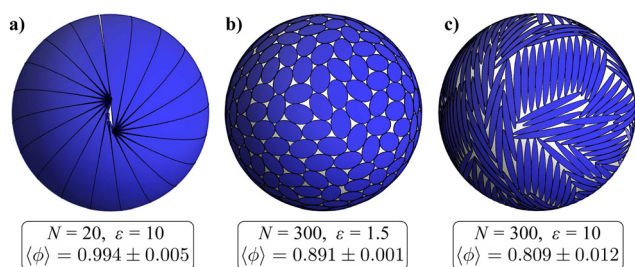 a)
b)
c)
N = 20, ε = 10
⟨ϕ⟩ = 0.994 ± 0.005
N = 300, ε = 1.5
⟨ϕ⟩ = 0.891 ± 0.001
N = 300, ε = 10
⟨ϕ⟩ = 0.809 ± 0.012